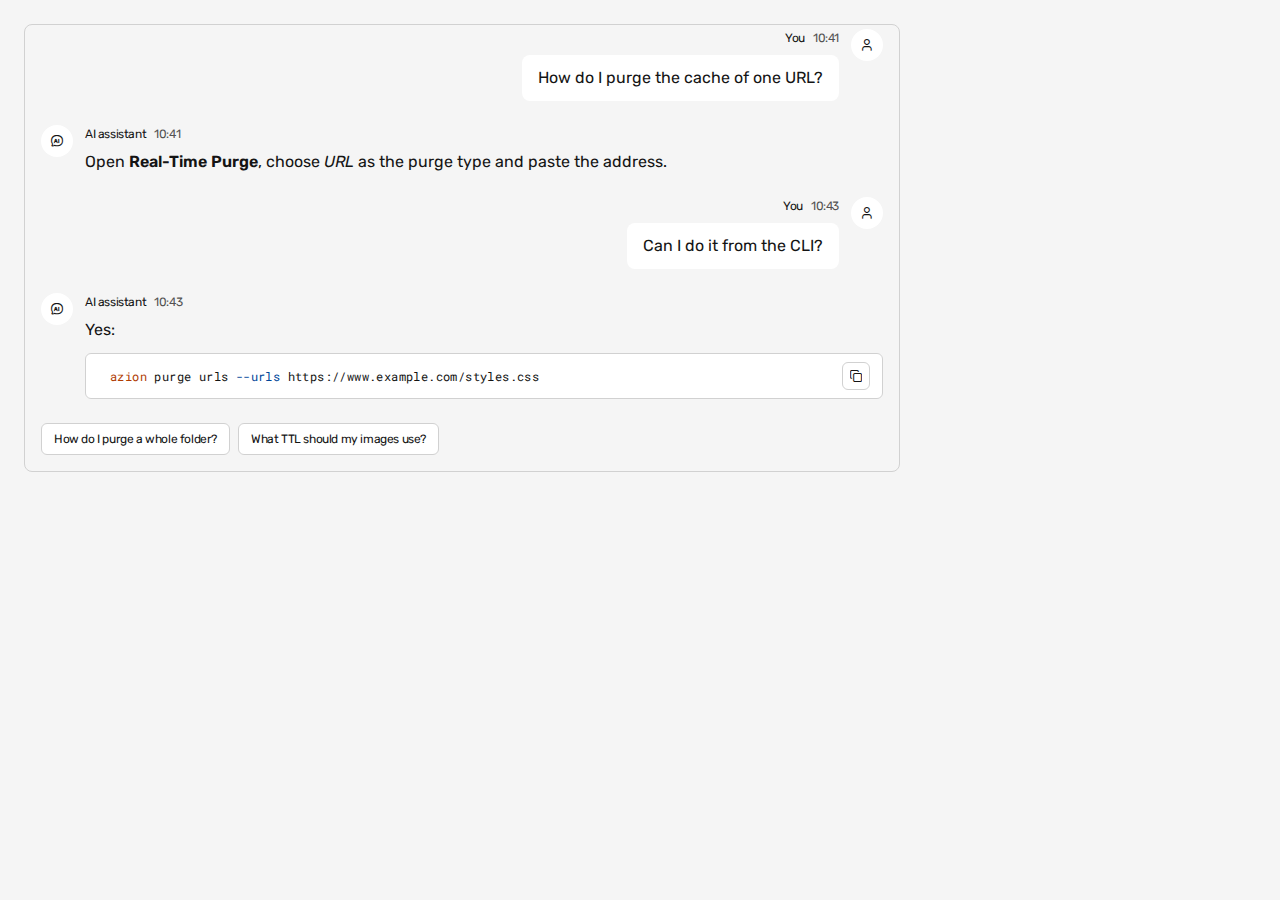 You 10:41
How do I purge the cache of one URL?
AI
AI assistant 10:41
Open Real-Time Purge, choose URL as the purge type and paste the address.
You 10:43
Can I do it from the CLI?
AI
AI assistant 10:43
Yes:
azion purge urls --urls https://www.example.com/styles.css
How do I purge a whole folder?
What TTL should my images use?